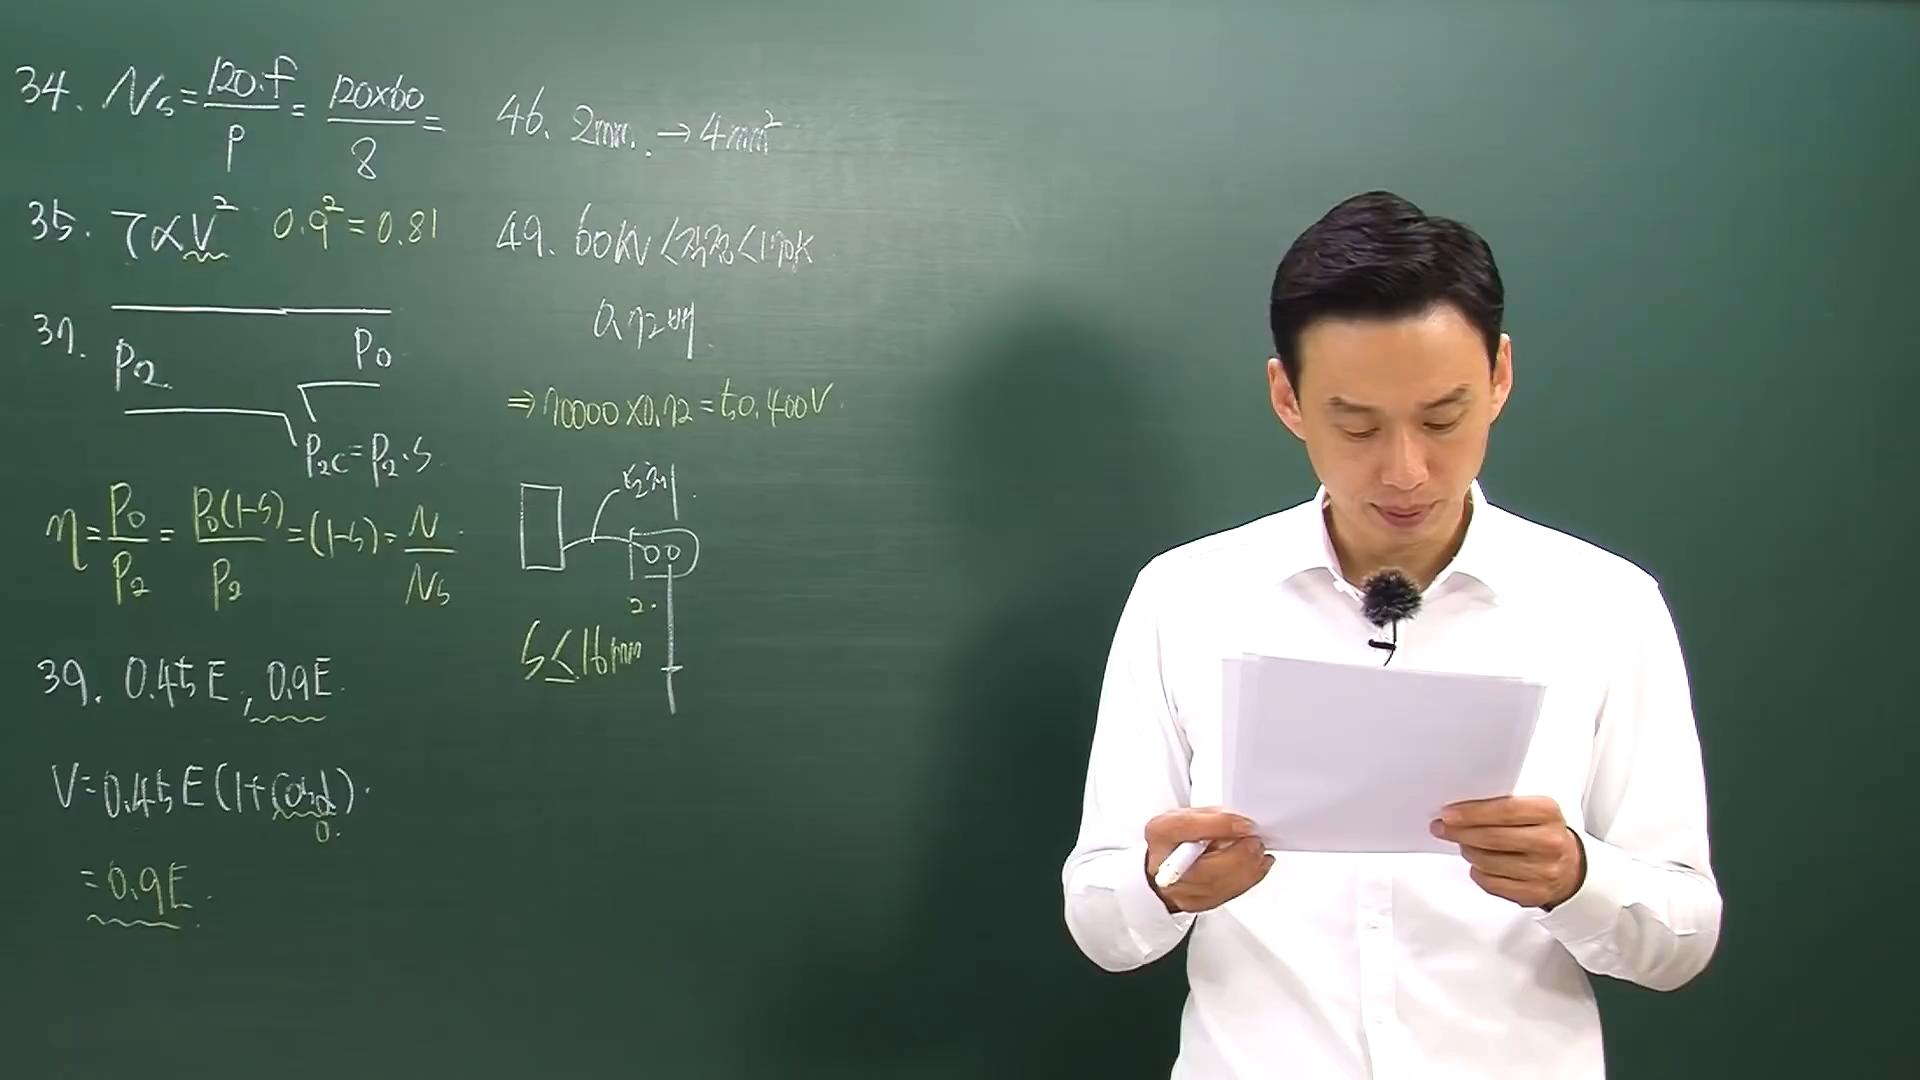 34. Ns = 120·f / P = 120×60 / 8 =
35. τ ∝ V² 0.9² = 0.81
37.
P2 P0
P2c = P2·S
η = P0 / P2 = P0(1-S) / P2 = (1-S) = N / Ns
39. 0.45E, 0.9E
V = 0.45E(1+cosα)
0.
= 0.9E
46. 2mm → 4mm²
49. 60kV < < 170k
0.72배
⇒ 70000×0.72 = 50.400V
2.
S ≤ 16mm